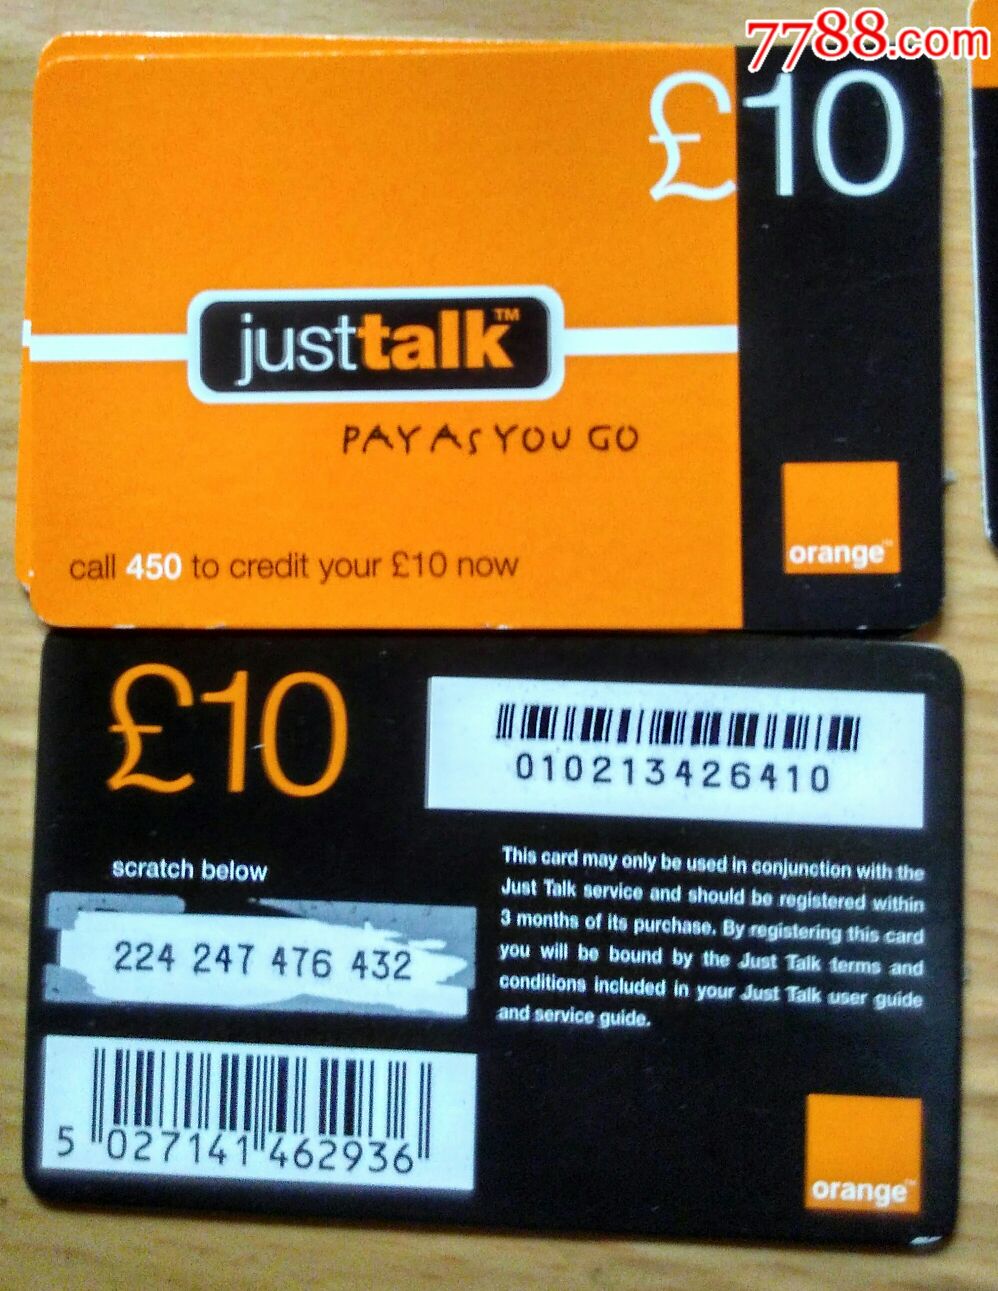 7788.com
£10
justtalk™
PAY AS YOU GO
orange™
call 450 to credit your £10 now
£10
010213426410
scratch below
224 247 476 432
This card may only be used in conjunction with the
Just Talk service and should be registered within
3 months of its purchase. By registering this card
you will be bound by the Just Talk terms and
conditions included in your Just Talk user guide
and service guide.
5 027141 462936
orange™